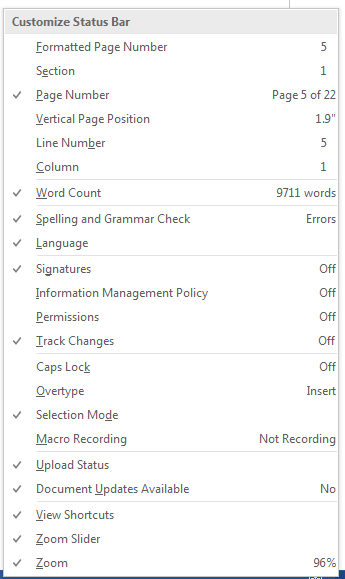 Customize Status Bar
Formatted Page Number 5
Section 1
Page Number Page 5 of 22
Vertical Page Position 1.9"
Line Number 5
Column 1
Word Count 9711 words
Spelling and Grammar Check Errors
Language
Signatures Off
Information Management Policy Off
Permissions Off
Track Changes Off
Caps Lock Off
Overtype Insert
Selection Mode
Macro Recording Not Recording
Upload Status
Document Updates Available No
View Shortcuts
Zoom Slider
Zoom 96%